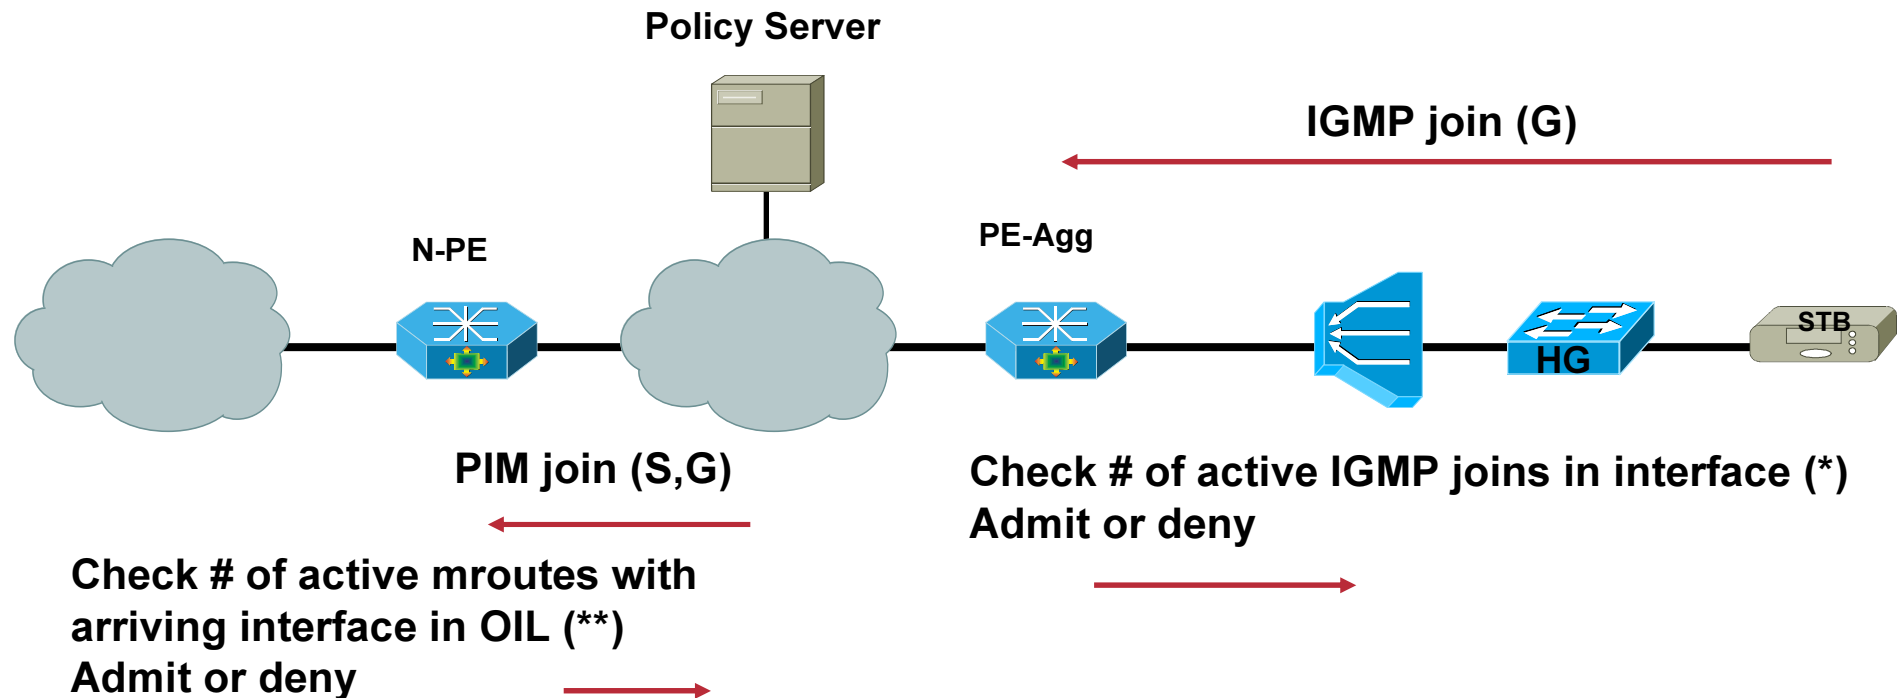 Policy Server
IGMP join (G)
N-PE
PE-Agg
STB
HG
PIM join (S,G)
Check # of active IGMP joins in interface (*)
Admit or deny
Check # of active mroutes with
arriving interface in OIL (**)
Admit or deny